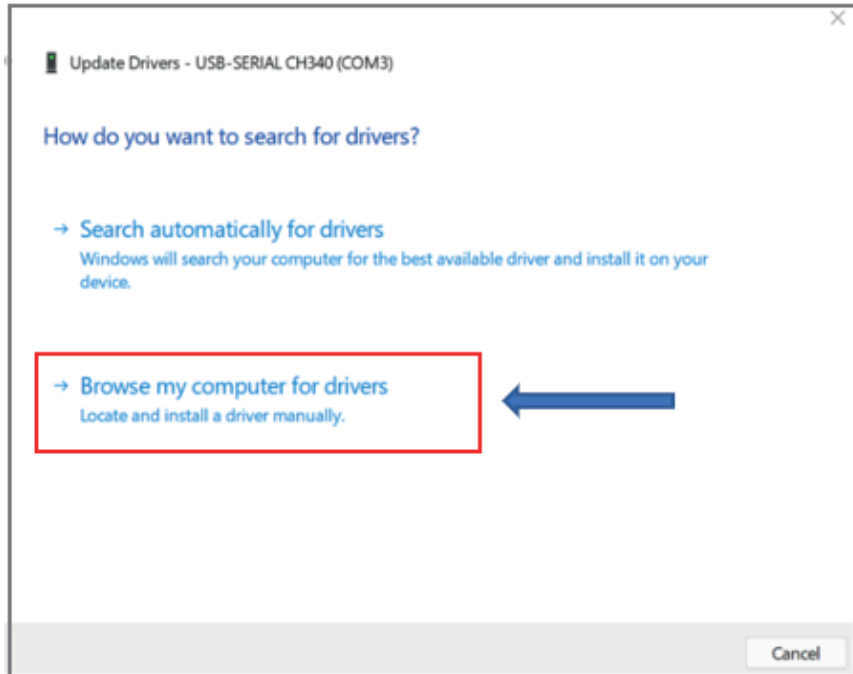 Update Drivers - USB-SERIAL CH340 (COM3)
How do you want to search for drivers?
→ Search automatically for drivers
Windows will search your computer for the best available driver and install it on your
device.
→ Browse my computer for drivers
Locate and install a driver manually.
Cancel